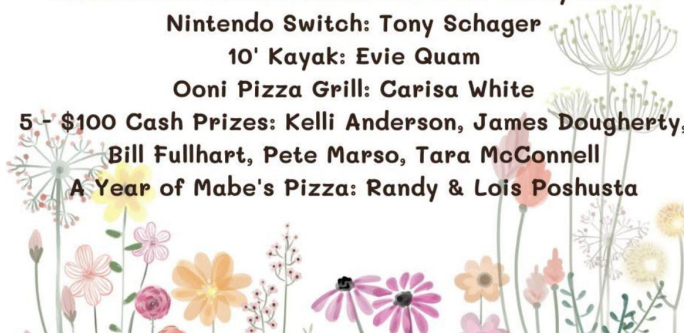 Nintendo Switch: Tony Schager
10' Kayak: Evie Quam
Ooni Pizza Grill: Carisa White
5 - $100 Cash Prizes: Kelli Anderson, James Dougherty,
Bill Fullhart, Pete Marso, Tara McConnell
A Year of Mabe's Pizza: Randy & Lois Poshusta